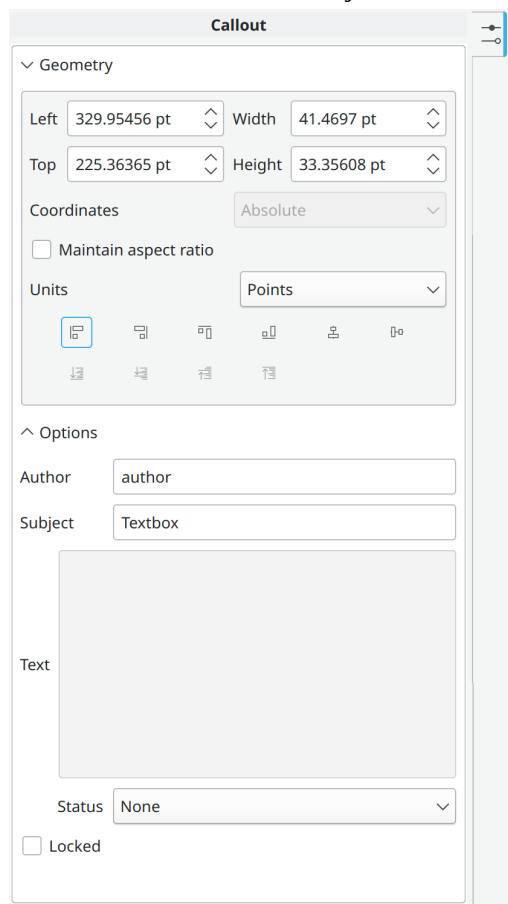 Callout
Geometry
Left 329.95456 pt Width 41.4697 pt
Top 225.36365 pt Height 33.35608 pt
Coordinates Absolute
Maintain aspect ratio
Units Points
Options
Author author
Subject Textbox
Text
Status None
Locked